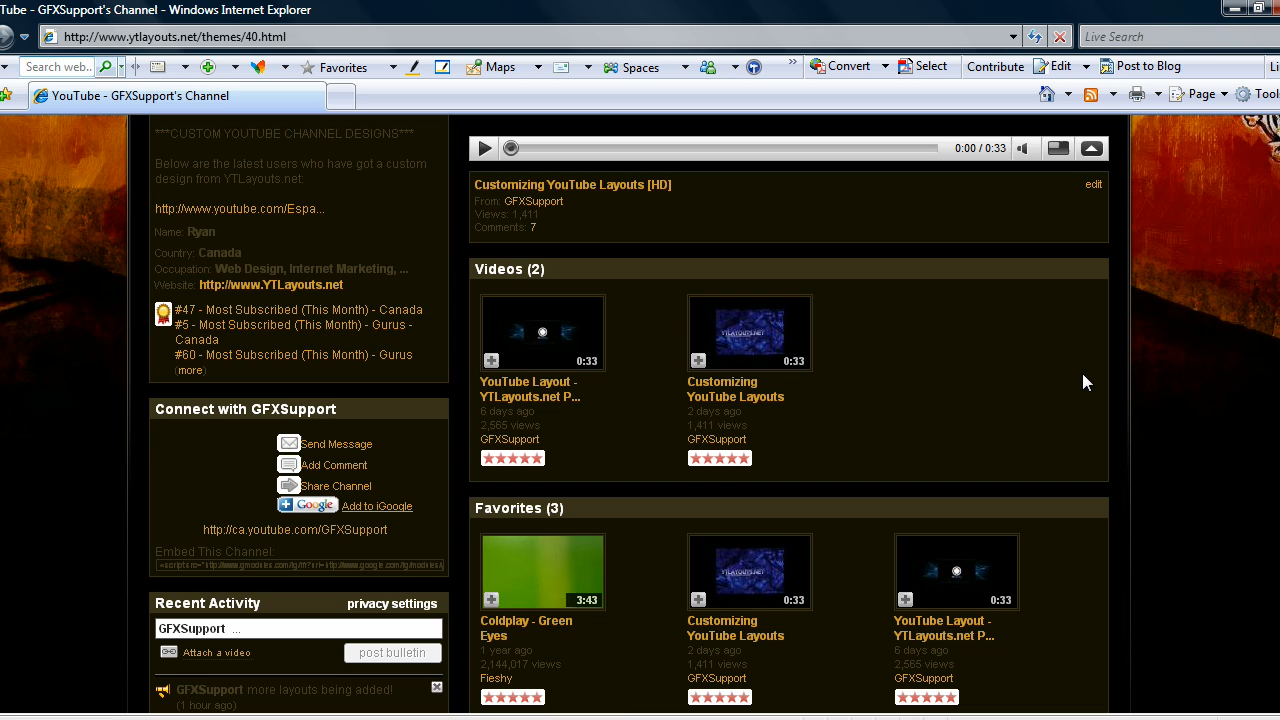 Tube - GFXSupport's Channel - Windows Internet Explorer
http://www.ytlayouts.net/themes/40.html
Live Search
Search web..
Favorites
Maps
Spaces
Convert
Select
Contribute
Edit
Post to Blog
Li
YouTube - GFXSupport's Channel
Page
Tools
***CUSTOM YOUTUBE CHANNEL DESIGNS***
Below are the latest users who have got a custom
design from YTLayouts.net:
http://www.youtube.com/Espa...
Name: Ryan
Country: Canada
Occupation: Web Design, Internet Marketing, ...
Website: http://www.YTLayouts.net
#47 - Most Subscribed (This Month) - Canada
#5 - Most Subscribed (This Month) - Gurus -
Canada
#60 - Most Subscribed (This Month) - Gurus
(more)
Connect with GFXSupport
Send Message
Add Comment
Share Channel
Google Add to iGoogle
http://ca.youtube.com/GFXSupport
Embed This Channel:
Recent Activity
privacy settings
GFXSupport ...
Attach a video
post bulletin
GFXSupport more layouts being added!
(1 hour ago)
0:00 / 0:33
Customizing YouTube Layouts [HD]
edit
From: GFXSupport
Views: 1,411
Comments: 7
Videos (2)
0:33
YTLAYOUTS.NET
0:33
YouTube Layout -
YTLayouts.net P...
6 days ago
2,565 views
GFXSupport
Customizing
YouTube Layouts
2 days ago
1,411 views
GFXSupport
Favorites (3)
3:43
YTLAYOUTS.NET
0:33
0:33
Coldplay - Green
Eyes
1 year ago
2,144,017 views
Fieshy
Customizing
YouTube Layouts
2 days ago
1,411 views
GFXSupport
YouTube Layout -
YTLayouts.net P...
6 days ago
2,565 views
GFXSupport